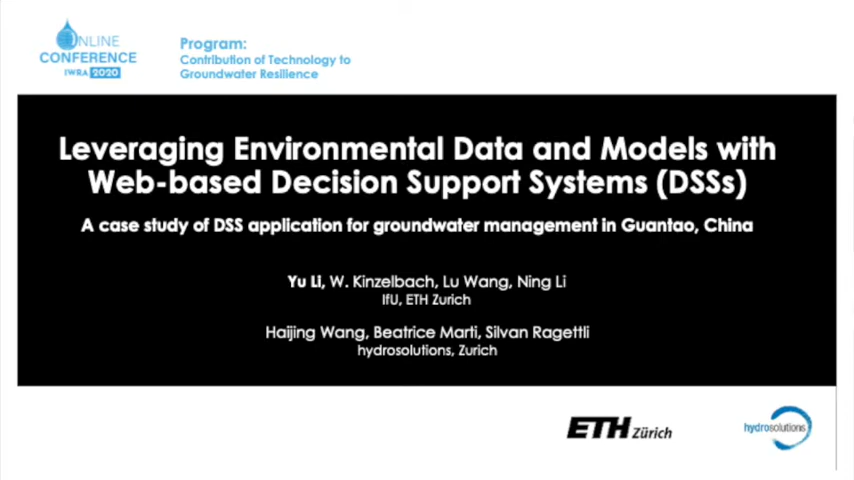 ONLINE
CONFERENCE
IWRA 2020
Program:
Contribution of Technology to
Groundwater Resilience
Leveraging Environmental Data and Models with
Web-based Decision Support Systems (DSSs)
A case study of DSS application for groundwater management in Guantao, China
Yu Li, W. Kinzelbach, Lu Wang, Ning Li
IfU, ETH Zurich
Haijing Wang, Beatrice Marti, Silvan Ragettli
hydrosolutions, Zurich
ETH Zürich
hydrosolutions